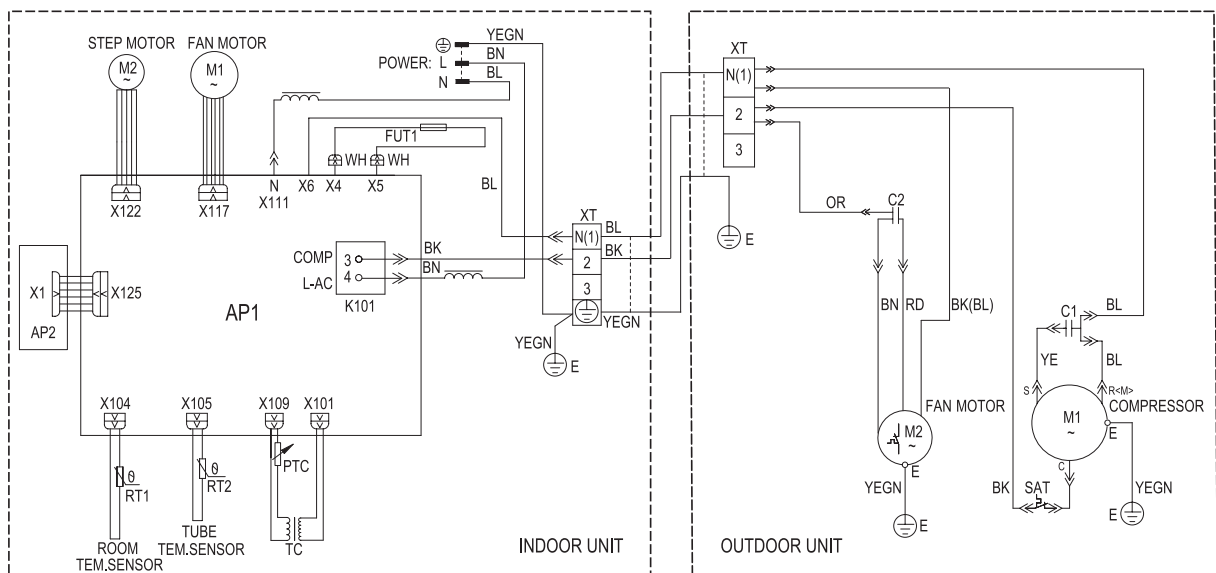 STEP MOTOR
FAN MOTOR
M2
~
M1
~
POWER: L
N
YEGN
BN
BL
FUT1
WH
WH
N
X6
X4
X5
X111
X122
X117
BL
XT
N(1)
2
3
BL
BK
YEGN
COMP
3
L-AC
4
K101
BK
BN
X1
X125
AP2
AP1
YEGN
E
X104
X105
X109
X101
θ
RT1
θ
RT2
PTC
TC
ROOM
TEM.SENSOR
TUBE
TEM.SENSOR
INDOOR UNIT
XT
N(1)
2
3
E
OR
C2
BN
RD
BK(BL)
FAN MOTOR
M2
~
E
YEGN
E
C1
BL
YE
BL
S
R<M>
COMPRESSOR
M1
~
E
C
SAT
BK
YEGN
E
OUTDOOR UNIT